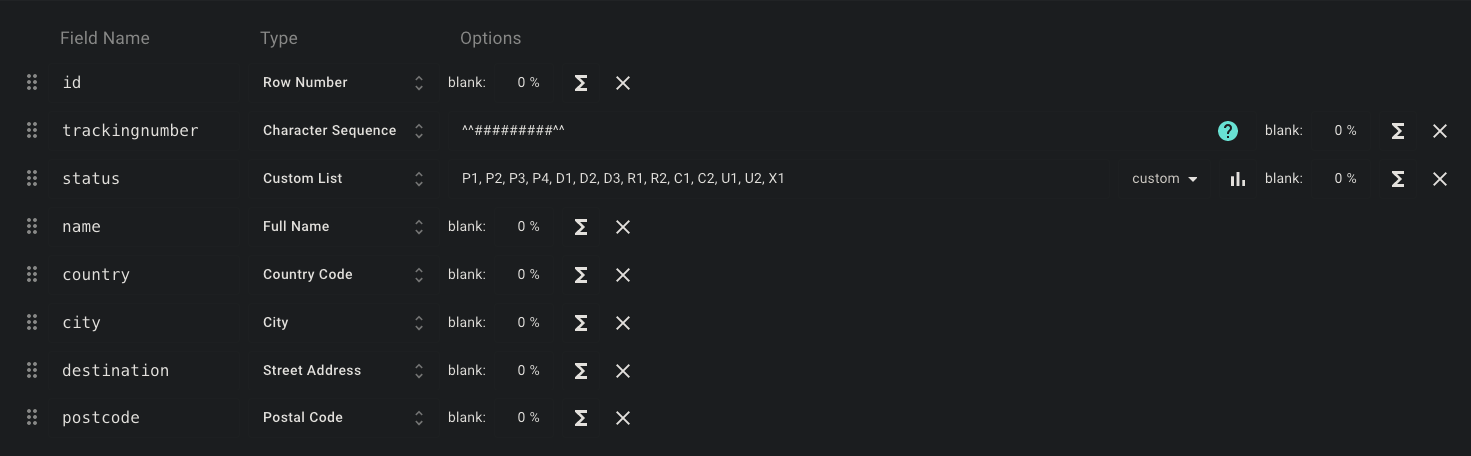 Field Name Type Options
id Row Number blank: 0 % Σ
trackingnumber Character Sequence ^^#########^^ ? blank: 0 % Σ
status Custom List P1, P2, P3, P4, D1, D2, D3, R1, R2, C1, C2, U1, U2, X1 custom blank: 0 % Σ
name Full Name blank: 0 % Σ
country Country Code blank: 0 % Σ
city City blank: 0 % Σ
destination Street Address blank: 0 % Σ
postcode Postal Code blank: 0 % Σ